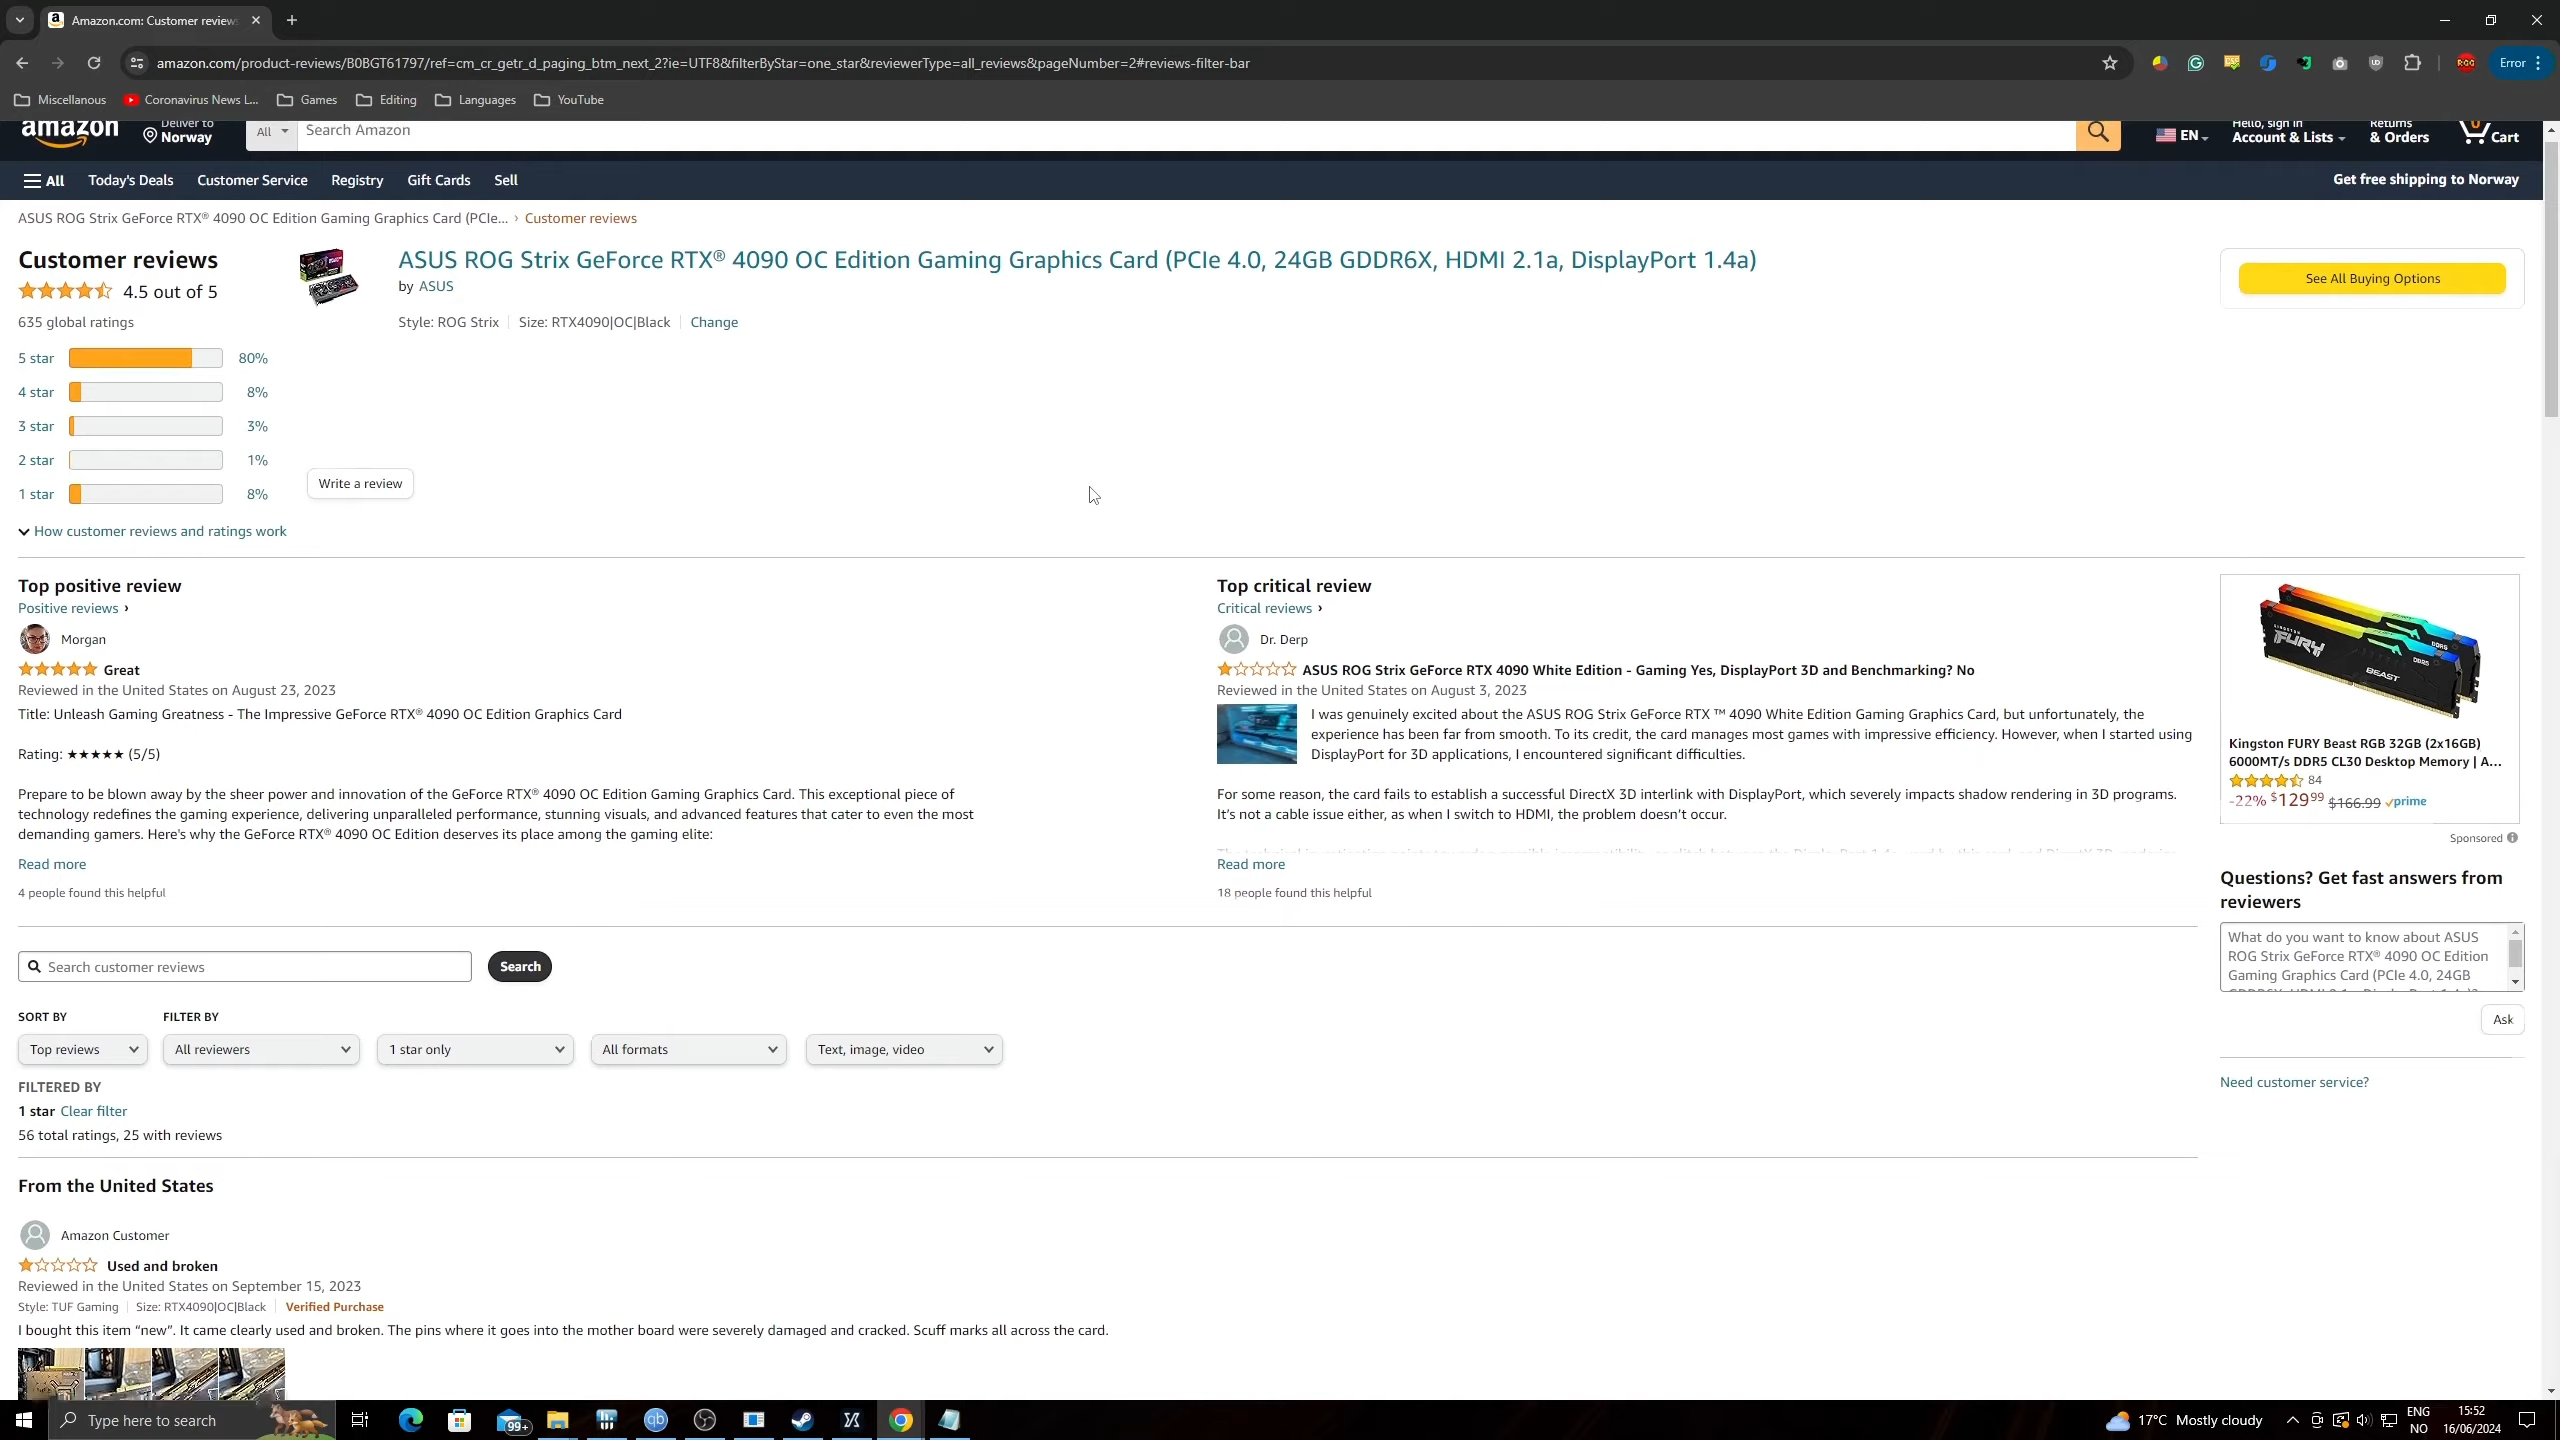 Amazon.com: Customer reviews
amazon.com/product-reviews/B0BGT61797/ref=cm_cr_getr_d_paging_btm_next_2?ie=UTF8&filterByStar=one_star&reviewerType=all_reviews&pageNumber=2#reviews-filter-bar
Error
Miscellanous
Coronavirus News L...
Games
Editing
Languages
YouTube
amazon
Deliver to
Norway
All
Search Amazon
EN
Hello, sign in
Account & Lists
Returns
& Orders
0
Cart
All
Today's Deals
Customer Service
Registry
Gift Cards
Sell
Get free shipping to Norway
ASUS ROG Strix GeForce RTX® 4090 OC Edition Gaming Graphics Card (PCIe... › Customer reviews
Customer reviews
4.5 out of 5
635 global ratings
5 star 80%
4 star 8%
3 star 3%
2 star 1%
1 star 8%
How customer reviews and ratings work
ASUS ROG Strix GeForce RTX® 4090 OC Edition Gaming Graphics Card (PCIe 4.0, 24GB GDDR6X, HDMI 2.1a, DisplayPort 1.4a)
by ASUS
Style: ROG Strix | Size: RTX4090|OC|Black | Change
Write a review
See All Buying Options
Top positive review
Positive reviews ›
Morgan
Great
Reviewed in the United States on August 23, 2023
Title: Unleash Gaming Greatness - The Impressive GeForce RTX® 4090 OC Edition Graphics Card
Rating: ★★★★★ (5/5)
Prepare to be blown away by the sheer power and innovation of the GeForce RTX® 4090 OC Edition Gaming Graphics Card. This exceptional piece of
technology redefines the gaming experience, delivering unparalleled performance, stunning visuals, and advanced features that cater to even the most
demanding gamers. Here's why the GeForce RTX® 4090 OC Edition deserves its place among the gaming elite:
Read more
4 people found this helpful
Top critical review
Critical reviews ›
Dr. Derp
ASUS ROG Strix GeForce RTX 4090 White Edition - Gaming Yes, DisplayPort 3D and Benchmarking? No
Reviewed in the United States on August 3, 2023
I was genuinely excited about the ASUS ROG Strix GeForce RTX ™ 4090 White Edition Gaming Graphics Card, but unfortunately, the
experience has been far from smooth. To its credit, the card manages most games with impressive efficiency. However, when I started using
DisplayPort for 3D applications, I encountered significant difficulties.
For some reason, the card fails to establish a successful DirectX 3D interlink with DisplayPort, which severely impacts shadow rendering in 3D programs.
It's not a cable issue either, as when I switch to HDMI, the problem doesn't occur.
Read more
18 people found this helpful
FURY
BEAST
DDR5
Kingston FURY Beast RGB 32GB (2x16GB)
6000MT/s DDR5 CL30 Desktop Memory | A...
84
-22% $129.99 $166.99 prime
Sponsored
Questions? Get fast answers from
reviewers
What do you want to know about ASUS
ROG Strix GeForce RTX® 4090 OC Edition
Gaming Graphics Card (PCIe 4.0, 24GB
Ask
Need customer service?
Search customer reviews
Search
SORT BY
FILTER BY
Top reviews
All reviewers
1 star only
All formats
Text, image, video
FILTERED BY
1 star Clear filter
56 total ratings, 25 with reviews
From the United States
Amazon Customer
Used and broken
Reviewed in the United States on September 15, 2023
Style: TUF Gaming | Size: RTX4090|OC|Black | Verified Purchase
I bought this item “new”. It came clearly used and broken. The pins where it goes into the mother board were severely damaged and cracked. Scuff marks all across the card.
Type here to search
99+
17°C Mostly cloudy
ENG
NO
15:52
16/06/2024